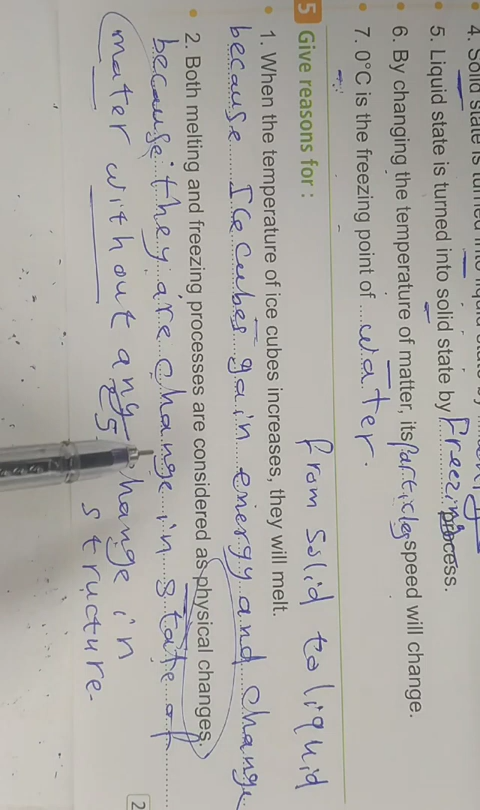 4. Solid state is turned into liquid state by
5. Liquid state is turned into solid state by Freezing process.
6. By changing the temperature of matter, its particles speed will change.
7. 0°C is the freezing point of water.
5 Give reasons for :
1. When the temperature of ice cubes increases, they will melt.
because Ice cubes gain energy and change
from solid to liquid
2. Both melting and freezing processes are considered as physical changes.
because they are change in state of
mater without any change in
structure.
2